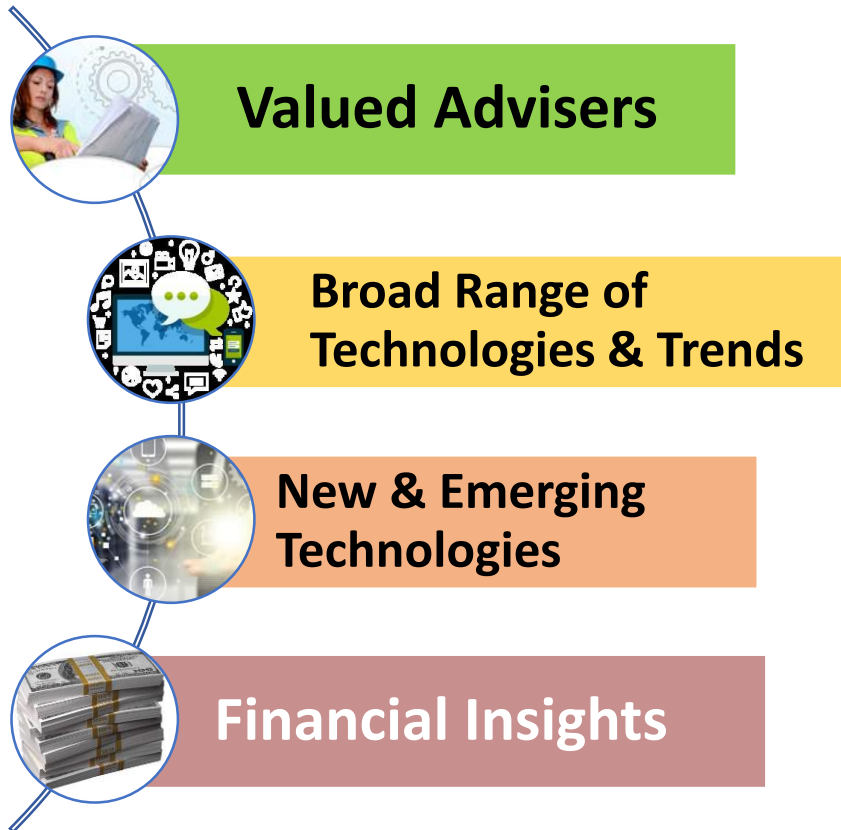 Valued Advisers
Broad Range of
Technologies & Trends
New & Emerging
Technologies
Financial Insights